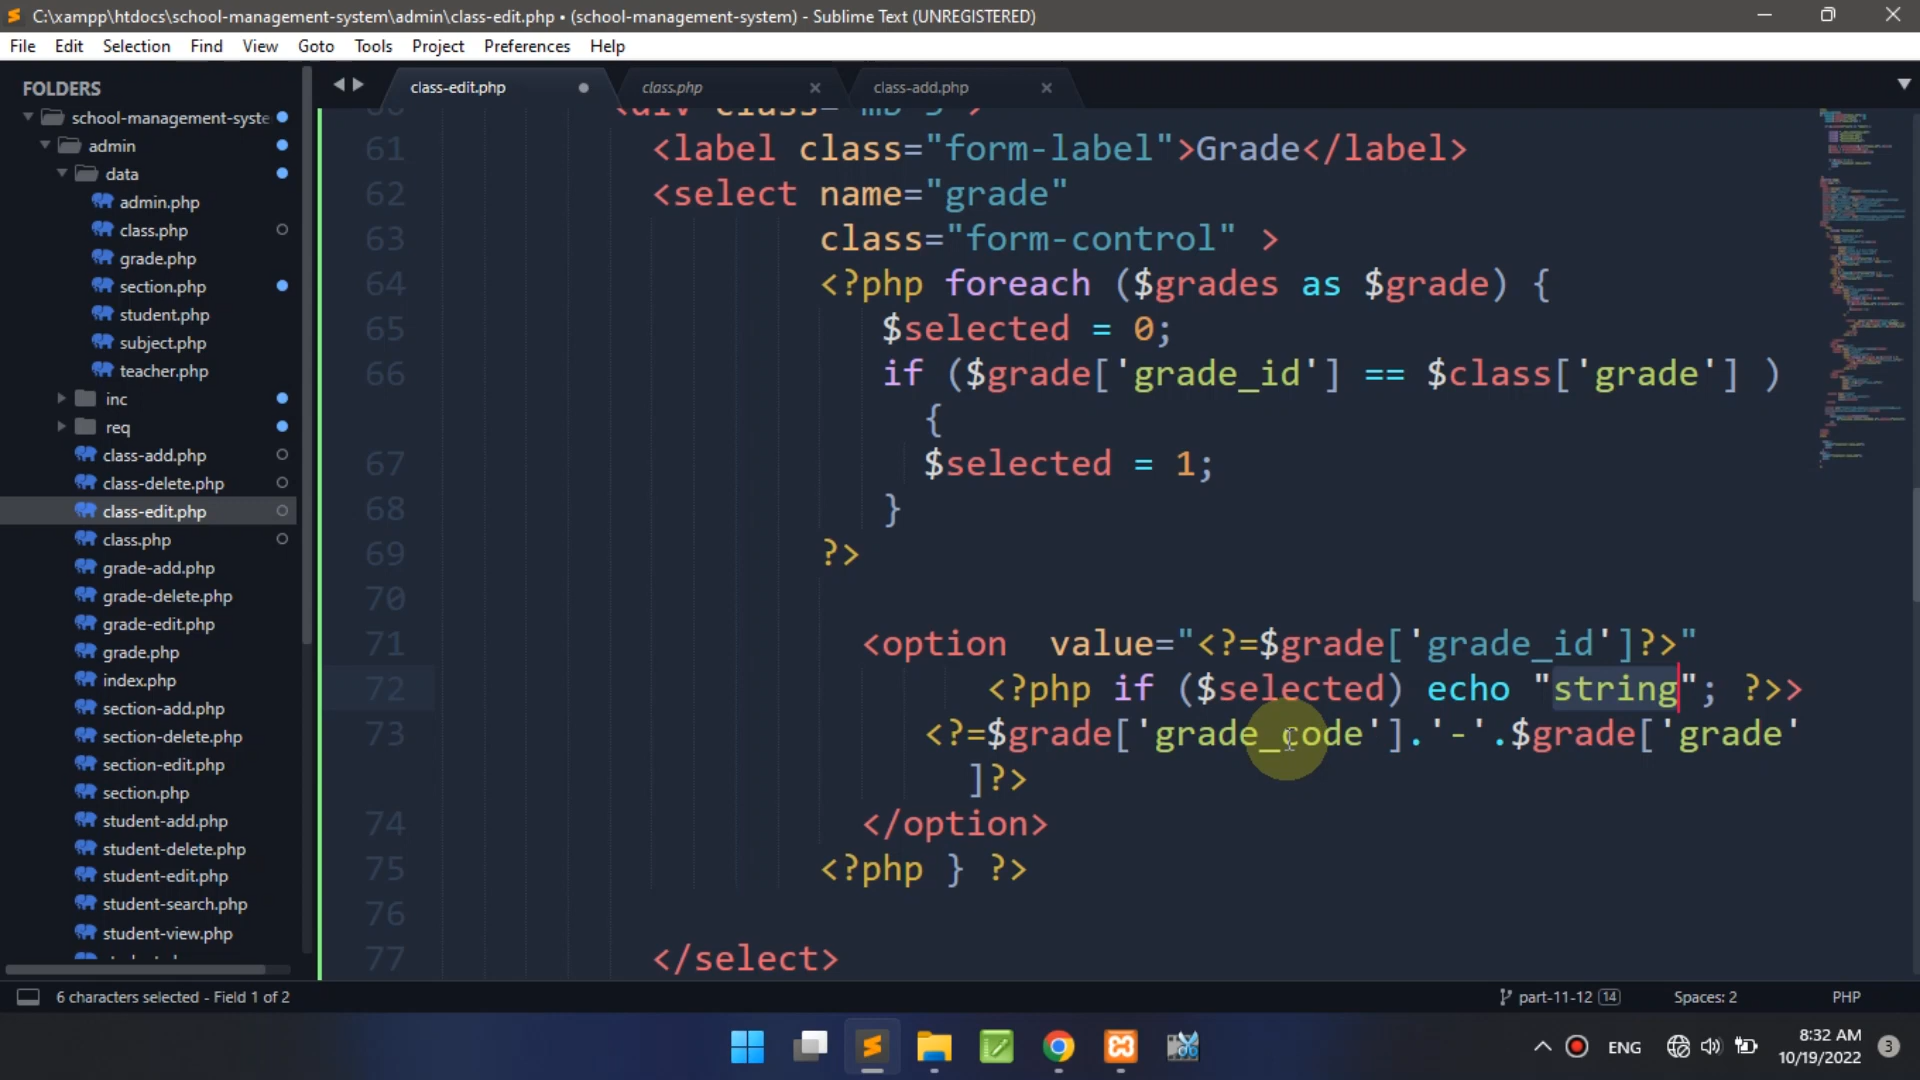 C:\xampp\htdocs\school-management-system\admin\class-edit.php • (school-management-system) - Sublime Text (UNREGISTERED)
File Edit Selection Find View Goto Tools Project Preferences Help
FOLDERS
school-management-syste
admin
data
admin.php
class.php
grade.php
section.php
student.php
subject.php
teacher.php
inc
req
class-add.php
class-delete.php
class-edit.php
class.php
grade-add.php
grade-delete.php
grade-edit.php
grade.php
index.php
section-add.php
section-delete.php
section-edit.php
section.php
student-add.php
student-delete.php
student-edit.php
student-search.php
student-view.php
class-edit.php class.php class-add.php
61 <label class="form-label">Grade</label>
62 <select name="grade"
63 class="form-control" >
64 <?php foreach ($grades as $grade) {
65 $selected = 0;
66 if ($grade['grade_id'] == $class['grade'] )
{
67 $selected = 1;
68 }
69 ?>
70
71 <option  value="<?=$grade['grade_id']?>"
72 <?php if ($selected) echo "string"; ?>>
73 <?=$grade['grade_code'].'-'.$grade['grade'
]?>
74 </option>
75 <?php } ?>
76
77 </select>
6 characters selected - Field 1 of 2
part-11-12 14 Spaces: 2 PHP
ENG
8:32 AM
10/19/2022
3